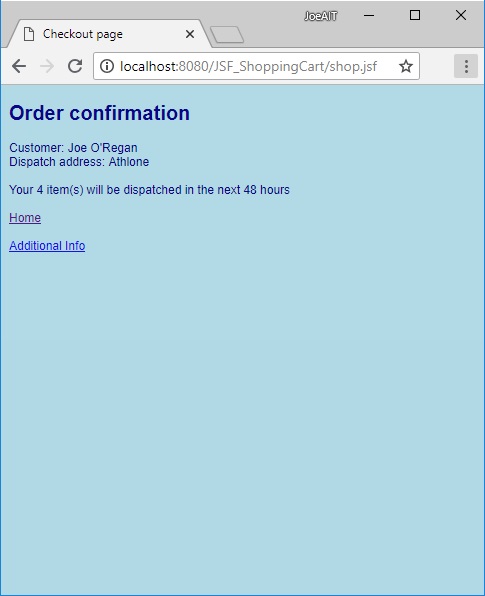 JoeAIT
Checkout page
localhost:8080/JSF_ShoppingCart/shop.jsf
Order confirmation
Customer: Joe O'Regan
Dispatch address: Athlone
Your 4 item(s) will be dispatched in the next 48 hours
Home
Additional Info